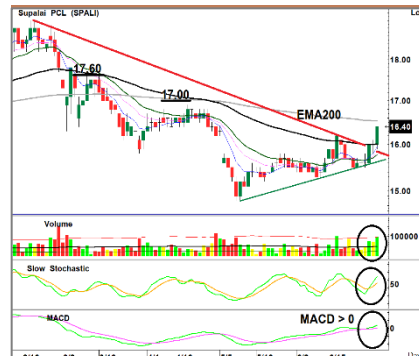 Supalai PCL (SPALI)
18.00
17.60
17.00
17.00
EMA200
16.40
16.00
15.00
Volume
100000
Slow Stochastic
50
MACD
MACD > 0
0